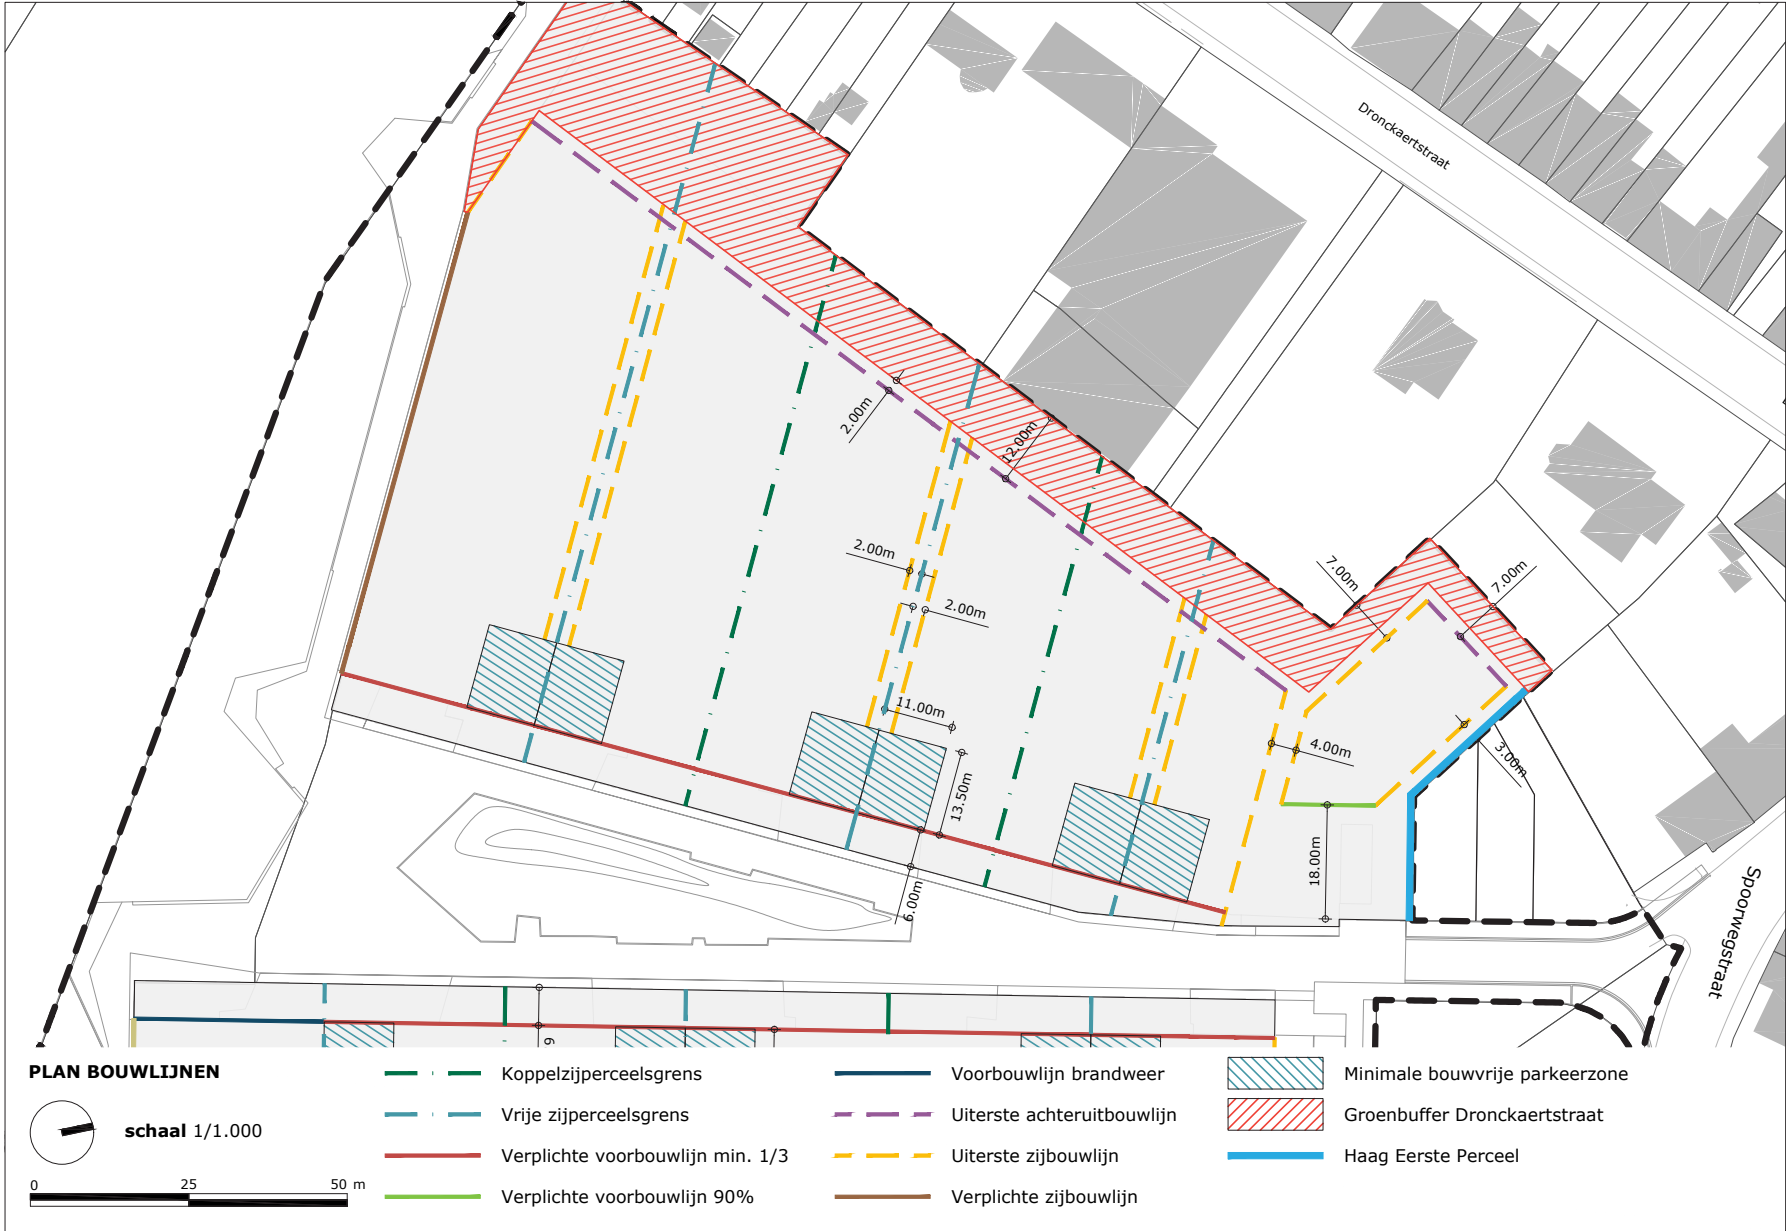 Dronckaertstraat
2.00m
12.00m
2.00m
2.00m
7.00m
7.00m
11.00m
13.50m
4.00m
3.00m
18.00m
6.00m
Spoorwegstraat
6
PLAN BOUWLIJNEN
schaal 1/1.000
0 25 50 m
Koppelzijperceelsgrens
Vrije zijperceelsgrens
Verplichte voorbouwlijn min. 1/3
Verplichte voorbouwlijn 90%
Voorbouwlijn brandweer
Uiterste achteruitbouwlijn
Uiterste zijbouwlijn
Verplichte zijbouwlijn
Minimale bouwvrije parkeerzone
Groenbuffer Dronckaertstraat
Haag Eerste Perceel